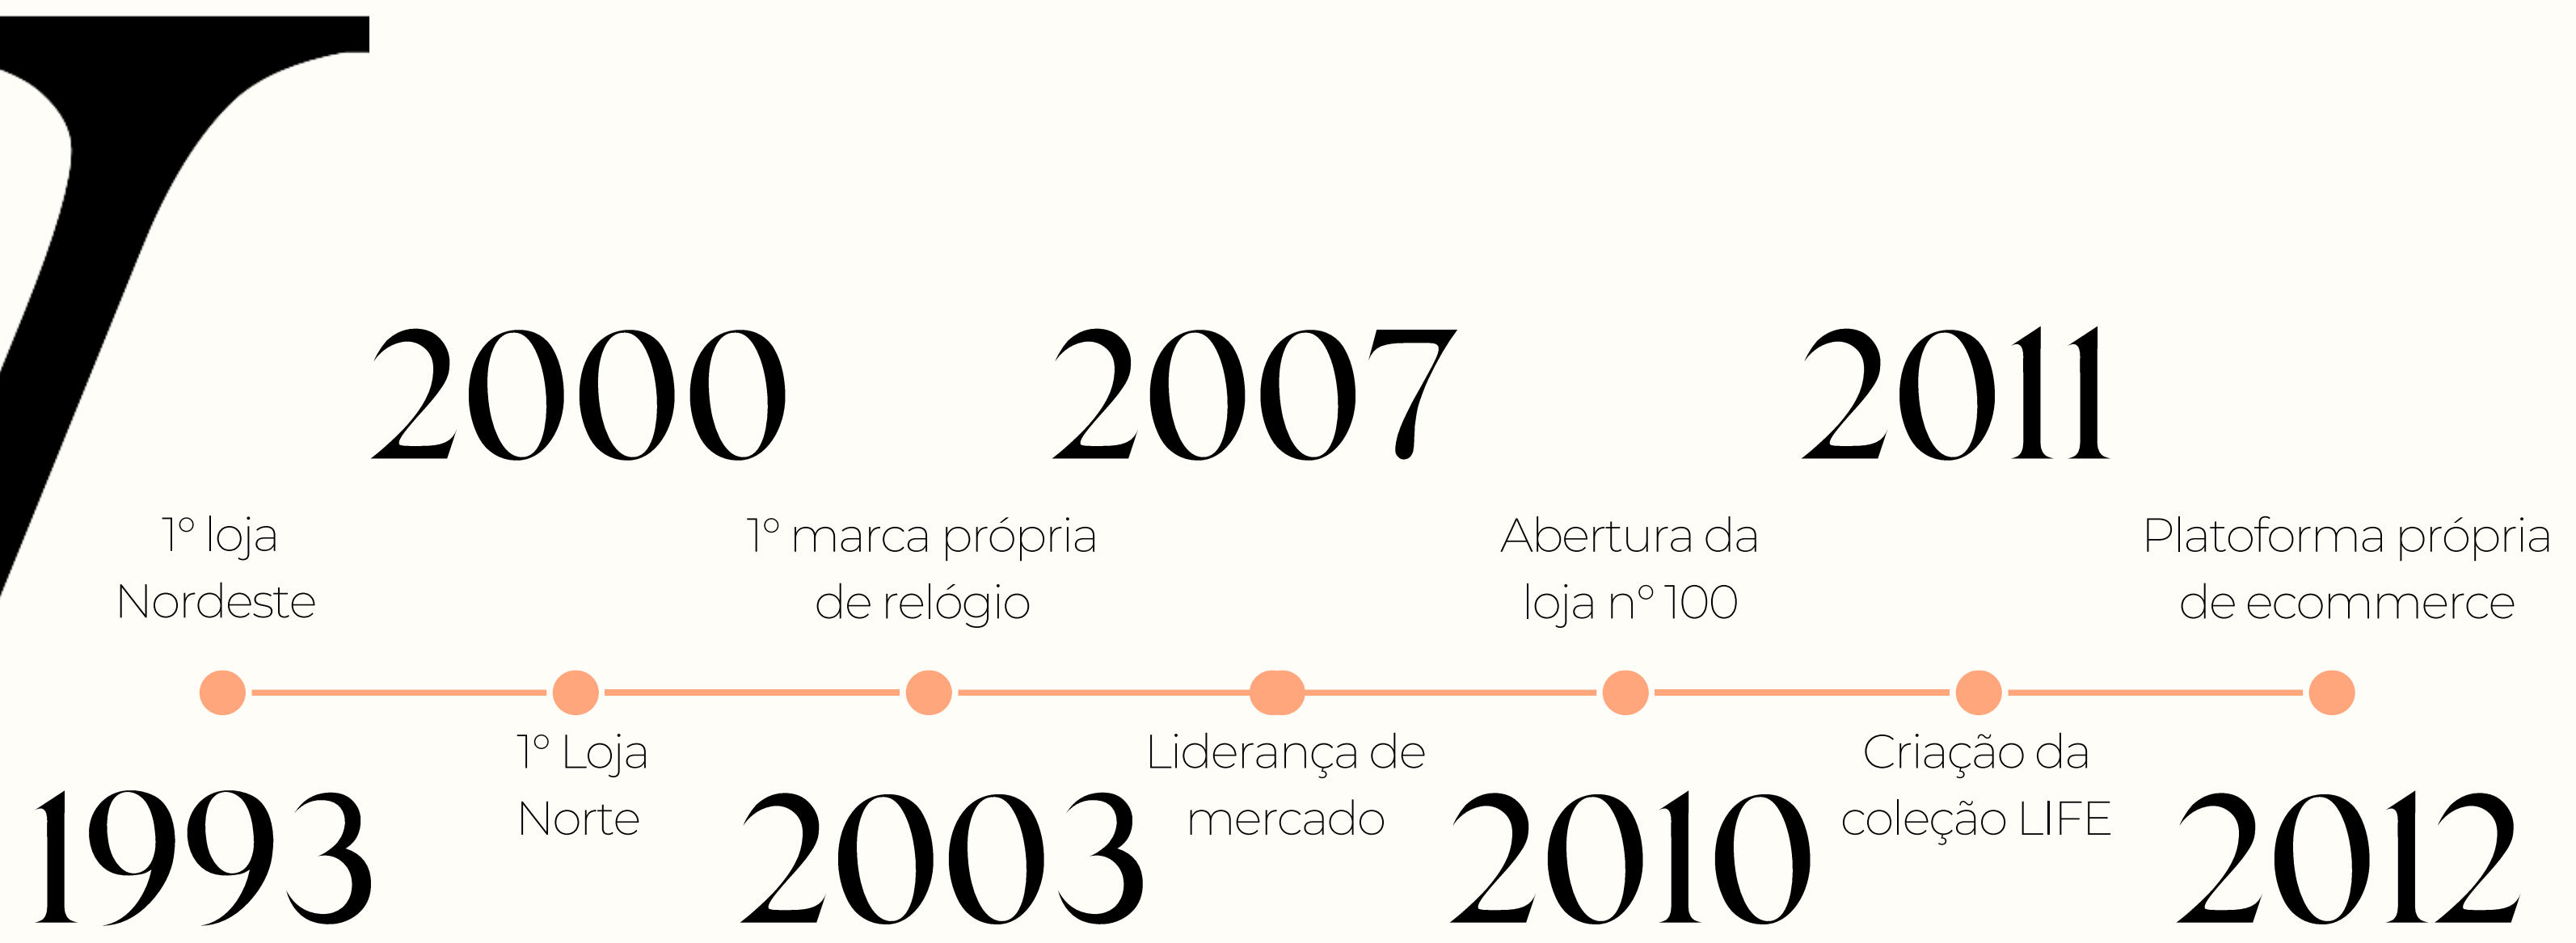 2000
2007
2011
1º loja
Nordeste
1º marca própria
de relógio
Abertura da
loja nº 100
Platoforma própria
de ecommerce
1º Loja
Norte
Liderança de
mercado
Criação da
coleção LIFE
1993
2003
2010
2012